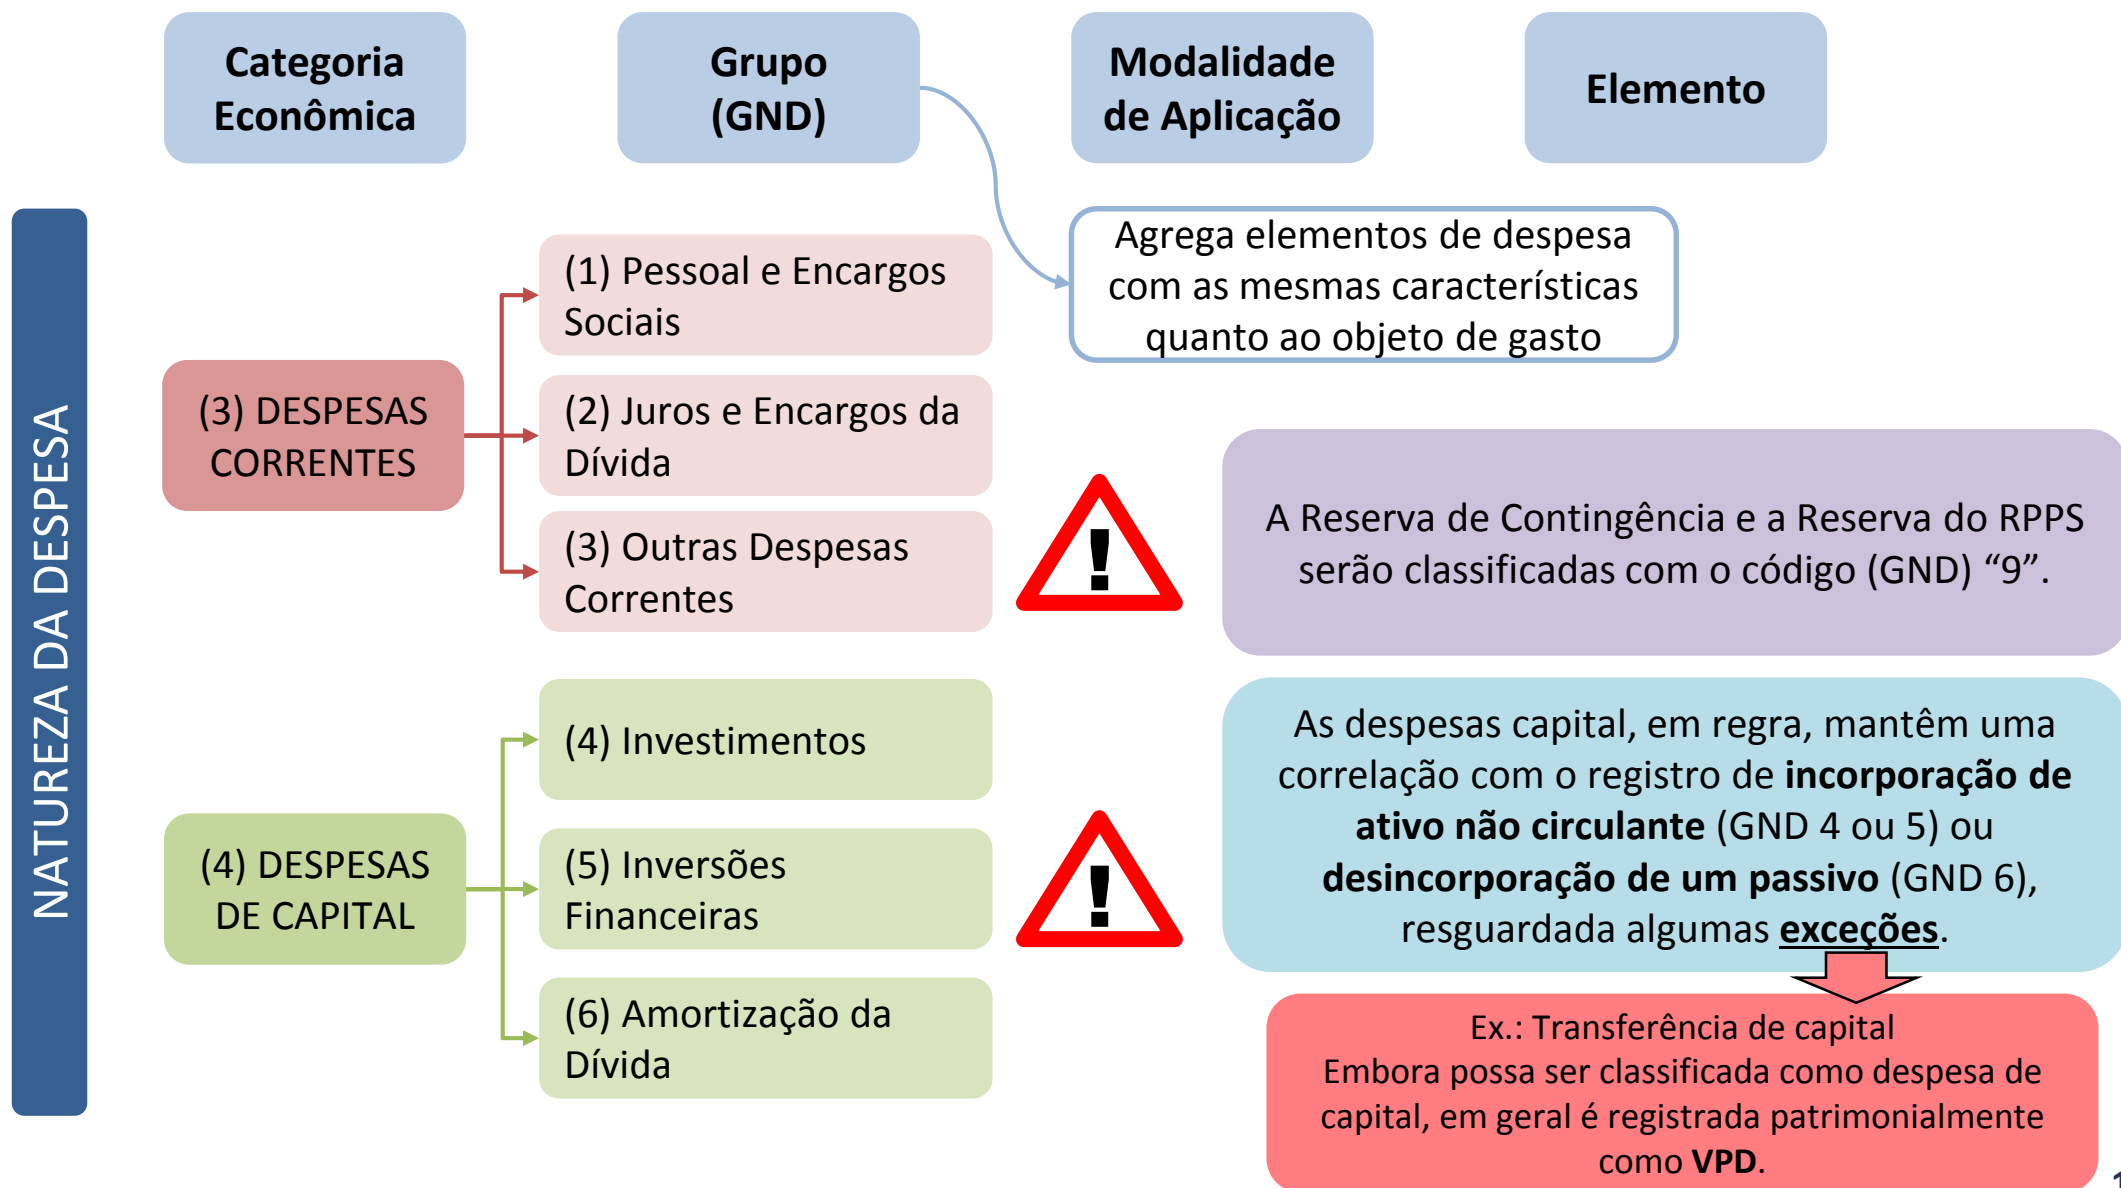 Categoria
Econômica
Grupo
(GND)
Modalidade
de Aplicação
Elemento
NATUREZA DA DESPESA
Agrega elementos de despesa
com as mesmas características
quanto ao objeto de gasto
(3) DESPESAS
CORRENTES
(1) Pessoal e Encargos
Sociais
(2) Juros e Encargos da
Dívida
(3) Outras Despesas
Correntes
!
A Reserva de Contingência e a Reserva do RPPS
serão classificadas com o código (GND) “9”.
(4) DESPESAS
DE CAPITAL
(4) Investimentos
(5) Inversões
Financeiras
(6) Amortização da
Dívida
!
As despesas capital, em regra, mantêm uma
correlação com o registro de incorporação de
ativo não circulante (GND 4 ou 5) ou
desincorporação de um passivo (GND 6),
resguardada algumas exceções.
Ex.: Transferência de capital
Embora possa ser classificada como despesa de
capital, em geral é registrada patrimonialmente
como VPD.